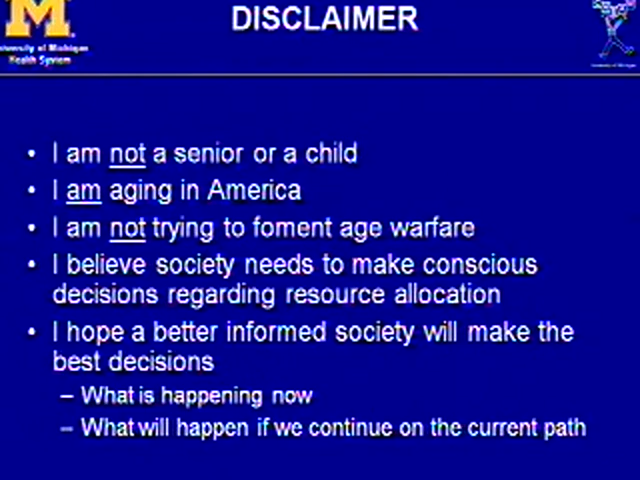 DISCLAIMER
M
University of Michigan
Health System
• I am not a senior or a child
• I am aging in America
• I am not trying to foment age warfare
• I believe society needs to make conscious
decisions regarding resource allocation
• I hope a better informed society will make the
best decisions
– What is happening now
– What will happen if we continue on the current path